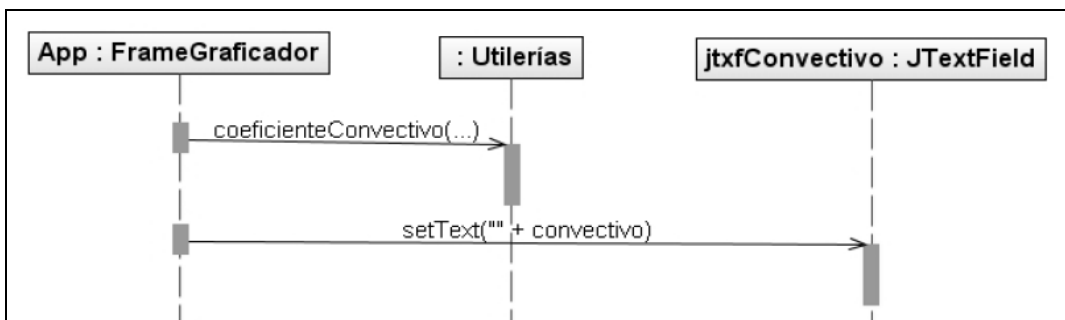 App : FrameGraficador
: Utilerías
jtxfConvectivo : JTextField
coeficienteConvectivo(...)
setText("" + convectivo)